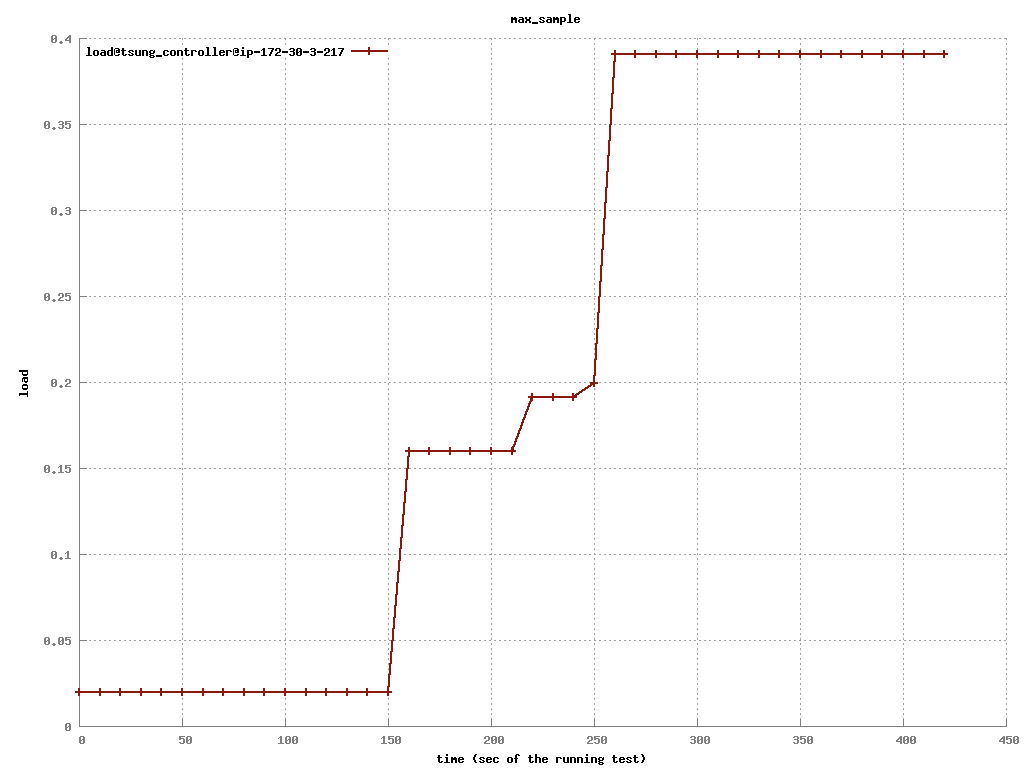 max_sample
load@tsung_controller@ip-172-30-3-217
0.4
0.35
0.3
0.25
0.2
0.15
0.1
0.05
0
load
0 50 100 150 200 250 300 350 400 450
time (sec of the running test)